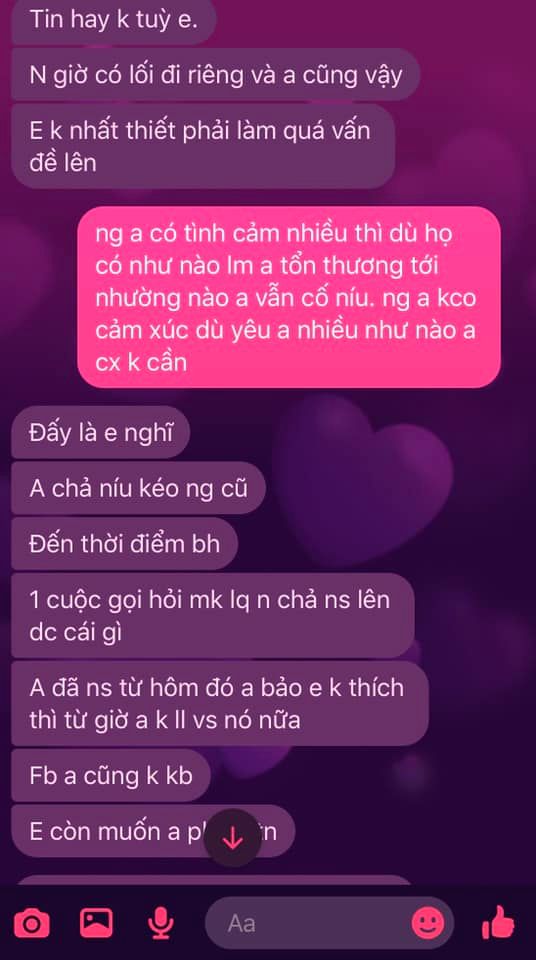 Tin hay k tuỳ e.
N giờ có lối đi riêng và a cũng vậy
E k nhất thiết phải làm quá vấn
đề lên
ng a có tình cảm nhiều thì dù họ
có như nào lm a tổn thương tới
nhường nào a vẫn cố níu. ng a kco
cảm xúc dù yêu a nhiều như nào a
cx k cần
Đấy là e nghĩ
A chả níu kéo ng cũ
Đến thời điểm bh
1 cuộc gọi hỏi mk lq n chả ns lên
dc cái gì
A đã ns từ hôm đó a bảo e k thích
thì từ giờ a k ll vs nó nữa
Fb a cũng k kb
E còn muốn a
Aa